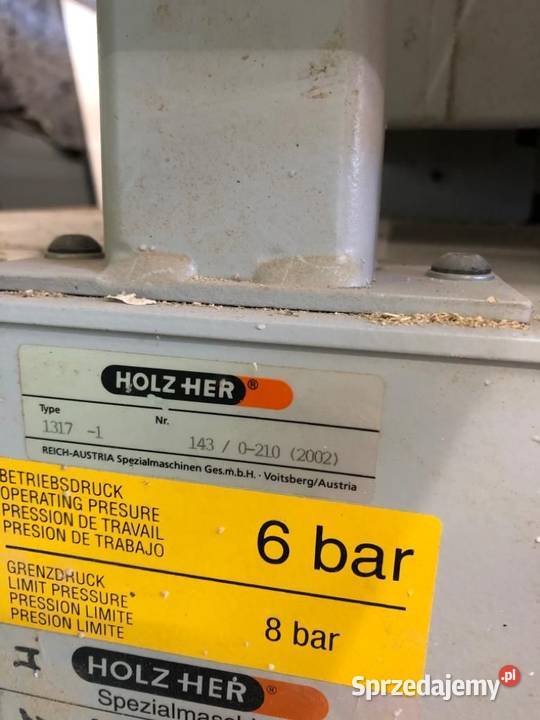 HOLZ-HER®
Type
1317 -1
Nr.
143 / 0-210 (2002)
REICH-AUSTRIA Spezialmaschinen Ges.m.b.H. · Voitsberg/Austria
BETRIEBSDRUCK
OPERATING PRESURE
PRESSION DE TRAVAIL
PRESION DE TRABAJO
6 bar
GRENZDRUCK
LIMIT PRESSURE
PRESSION LIMITE
PRESION LIMITE
8 bar
HOLZ-HER®
Sprzedajemy.pl